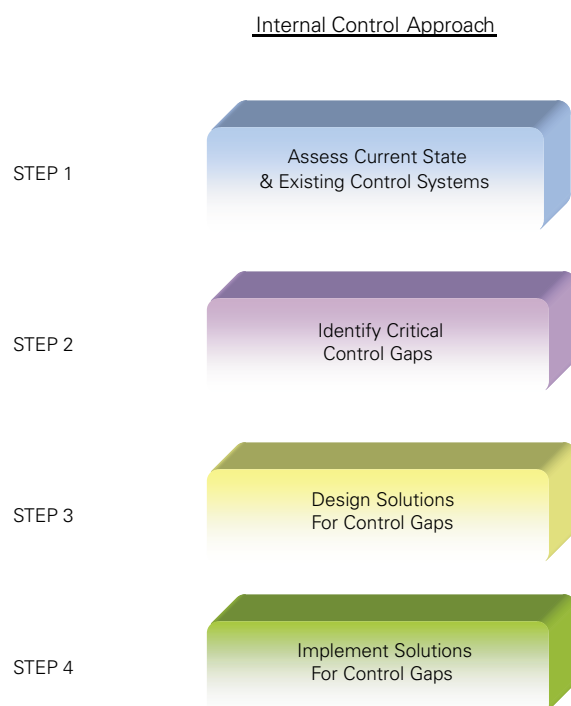 Internal Control Approach
STEP 1
Assess Current State
& Existing Control Systems
STEP 2
Identify Critical
Control Gaps
STEP 3
Design Solutions
For Control Gaps
STEP 4
Implement Solutions
For Control Gaps